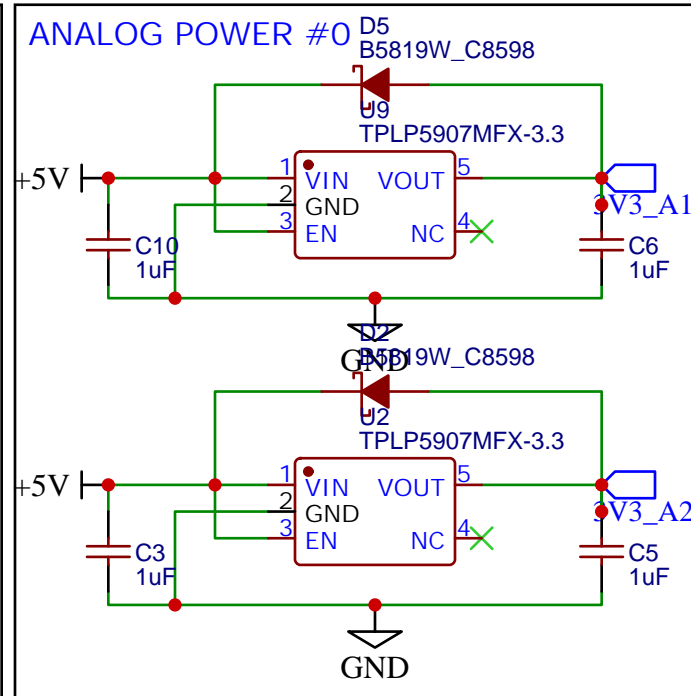 ANALOG POWER #0
D5
B5819W_C8598
U9
TPLP5907MFX-3.3
+5V
1
VIN
VOUT
5
2
GND
3
EN
NC
4
3V3_A1
C10
1uF
C6
1uF
GND
D2
B5819W_C8598
U2
TPLP5907MFX-3.3
+5V
1
VIN
VOUT
5
2
GND
3
EN
NC
4
3V3_A2
C3
1uF
C5
1uF
GND